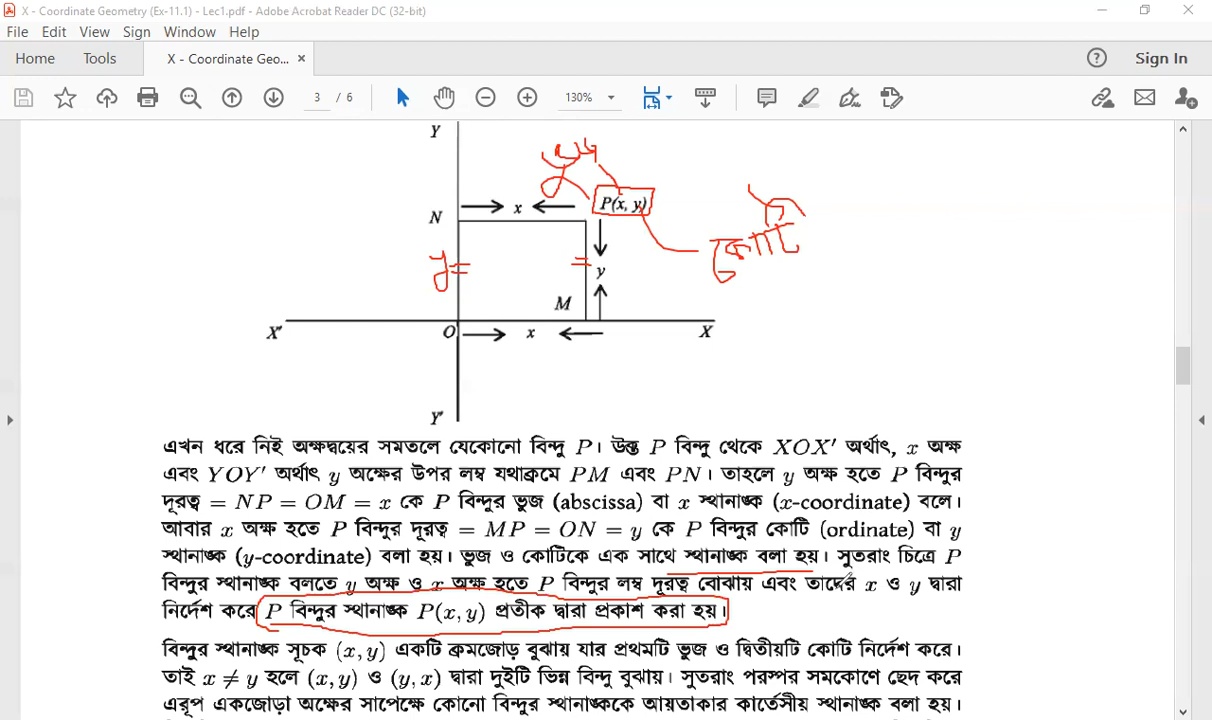 X - Coordinate Geometry (Ex-11.1) - Lec1.pdf - Adobe Acrobat Reader DC (32-bit)
File Edit View Sign Window Help
Home Tools X - Coordinate Geo... × Sign In
3 / 6 130%
Y
ভুজ
P(x, y)
N x
কোটি
y y
M
X' O x X
Y'
এখন ধরে নিই অক্ষদ্বয়ের সমতলে যেকোনো বিন্দু P। উক্ত P বিন্দু থেকে XOX' অর্থাৎ, x অক্ষ
এবং YOY' অর্থাৎ y অক্ষের উপর লম্ব যথাক্রমে PM এবং PN। তাহলে y অক্ষ হতে P বিন্দুর
দূরত্ব = NP = OM = x কে P বিন্দুর ভুজ (abscissa) বা x স্থানাঙ্ক (x-coordinate) বলে।
আবার x অক্ষ হতে P বিন্দুর দূরত্ব = MP = ON = y কে P বিন্দুর কোটি (ordinate) বা y
স্থানাঙ্ক (y-coordinate) বলা হয়। ভুজ ও কোটিকে এক সাথে স্থানাঙ্ক বলা হয়। সুতরাং চিত্রে P
বিন্দুর স্থানাঙ্ক বলতে y অক্ষ ও x অক্ষ হতে P বিন্দুর লম্ব দূরত্ব বোঝায় এবং তাদের x ও y দ্বারা
নির্দেশ করে P বিন্দুর স্থানাঙ্ক P(x, y) প্রতীক দ্বারা প্রকাশ করা হয়।
বিন্দুর স্থানাঙ্ক সূচক (x, y) একটি ক্রমজোড় বুঝায় যার প্রথমটি ভুজ ও দ্বিতীয়টি কোটি নির্দেশ করে।
তাই x ≠ y হলে (x, y) ও (y, x) দ্বারা দুইটি ভিন্ন বিন্দু বুঝায়। সুতরাং পরস্পর সমকোণে ছেদ করে
এরূপ একজোড়া অক্ষের সাপেক্ষে কোনো বিন্দুর স্থানাঙ্ককে আয়তাকার কার্তেসীয় স্থানাঙ্ক